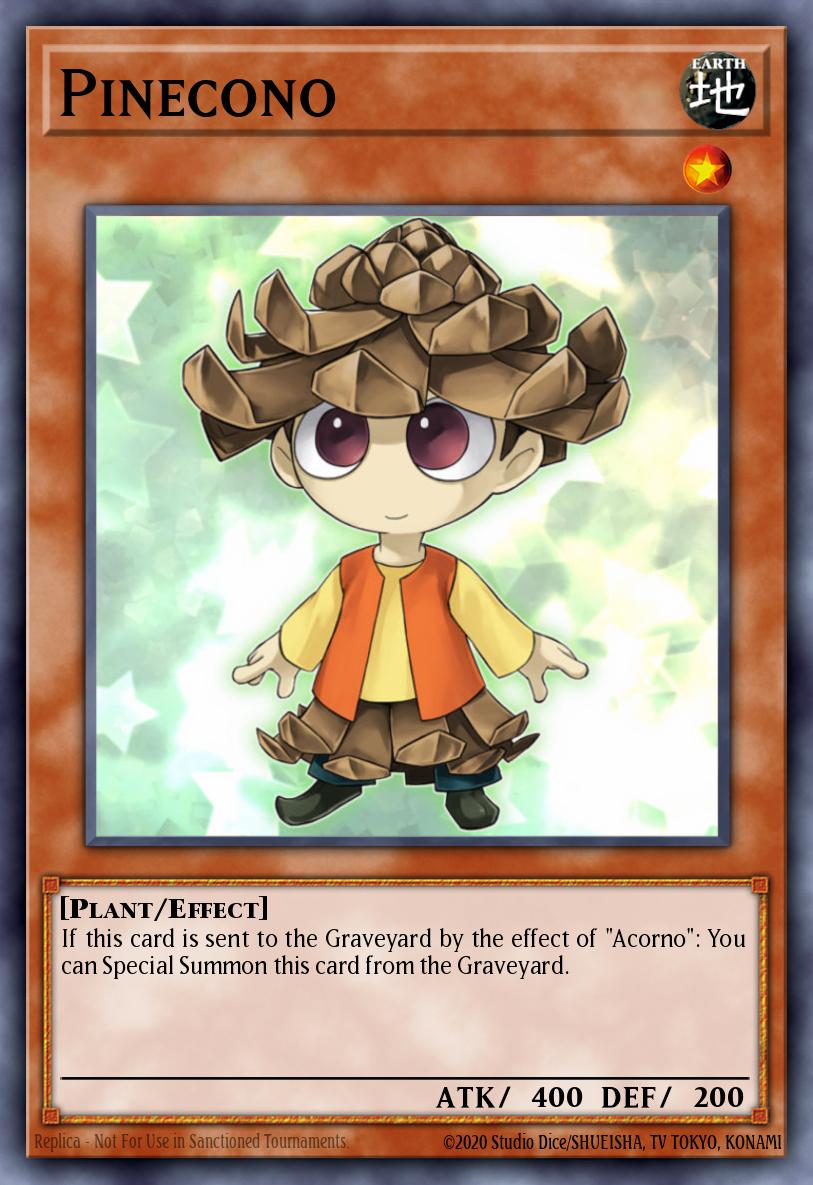 Pinecono
EARTH
地
[Plant/Effect]
If this card is sent to the Graveyard by the effect of "Acorno": You
can Special Summon this card from the Graveyard.
ATK/ 400 DEF/ 200
Replica - Not For Use in Sanctioned Tournaments.
©2020 Studio Dice/SHUEISHA, TV TOKYO, KONAMI